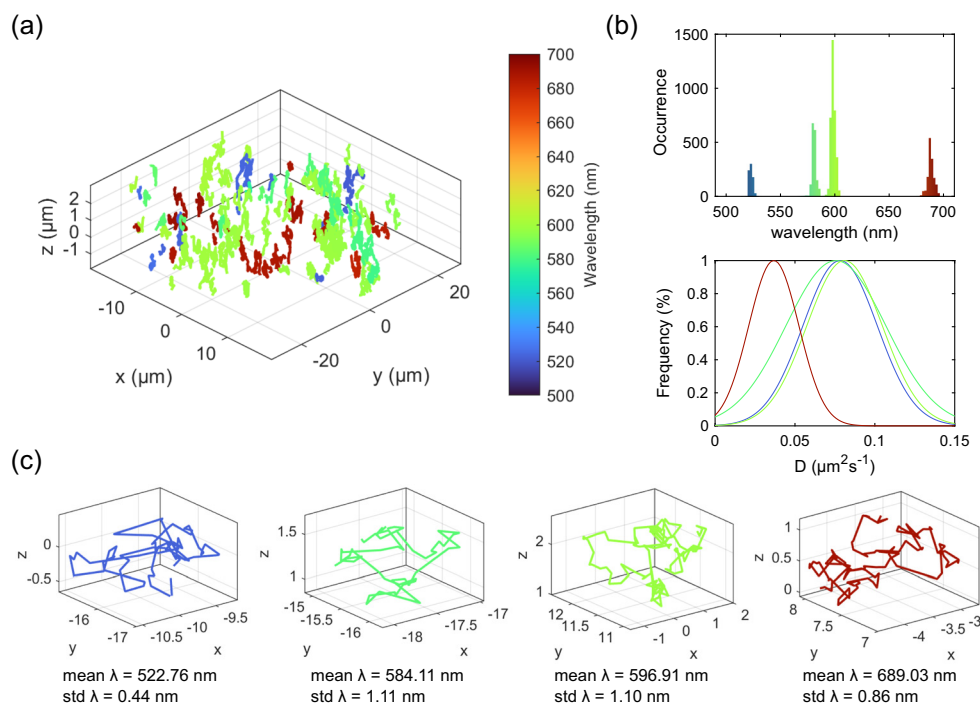 (a)
z (μm)
2
1
0
-1
-10
0
10
x (μm)
-20
0
20
y (μm)
700
680
660
640
620
600
580
560
540
520
500
Wavelength (nm)
(b)
Occurrence
1500
1000
500
0
500 550 600 650 700
wavelength (nm)
Frequency (%)
1
0.8
0.6
0.4
0.2
0
0 0.05 0.1 0.15
D (μm²s⁻¹)
(c)
z
0
-0.5
-16
-17
y
-10.5
-10
-9.5
x
mean λ = 522.76 nm
std λ = 0.44 nm
z
1.5
1
-15
-15.5
-16
y
-18
-17.5
-17
x
mean λ = 584.11 nm
std λ = 1.11 nm
z
2
1
12
11.5
11
y
-1
0
1
2
x
mean λ = 596.91 nm
std λ = 1.10 nm
z
1
0.5
0
8
7.5
7
y
-4
-3.5
-3
x
mean λ = 689.03 nm
std λ = 0.86 nm